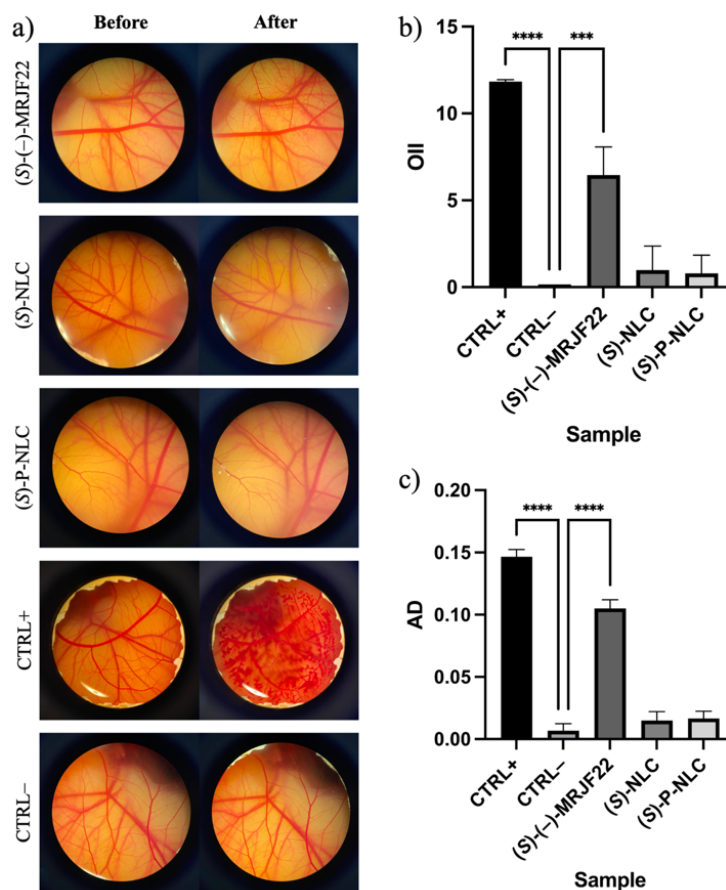 a)
Before
After
(S)-(–)-MRJF22
(S)-NLC
(S)-P-NLC
CTRL+
CTRL–
b)
****
***
15
10
5
0
OII
CTRL+
CTRL–
(S)-(–)-MRJF22
(S)-NLC
(S)-P-NLC
Sample
c)
****
****
0.20
0.15
0.10
0.05
0.00
AD
CTRL+
CTRL–
(S)-(–)-MRJF22
(S)-NLC
(S)-P-NLC
Sample